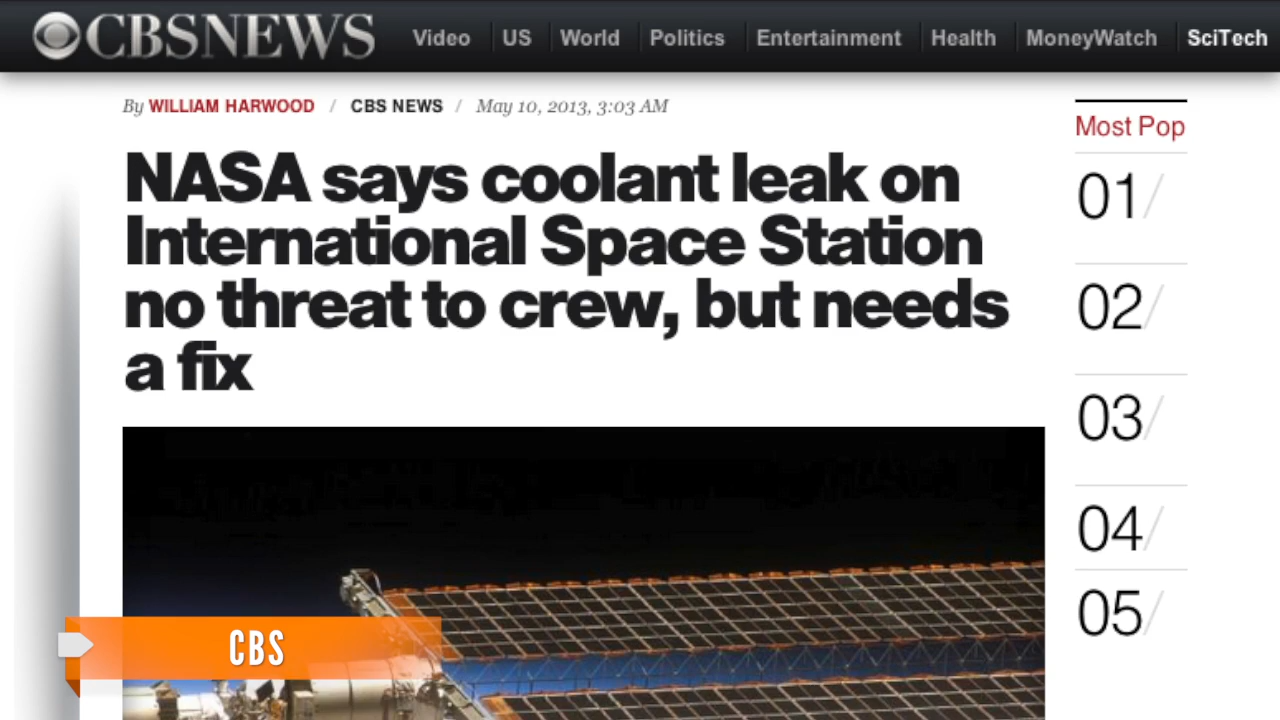 CBSNEWS Video US World Politics Entertainment Health MoneyWatch SciTech
By WILLIAM HARWOOD / CBS NEWS / May 10, 2013, 3:03 AM
NASA says coolant leak on
International Space Station
no threat to crew, but needs
a fix
Most Pop
01/
02/
03/
04/
05/
CBS